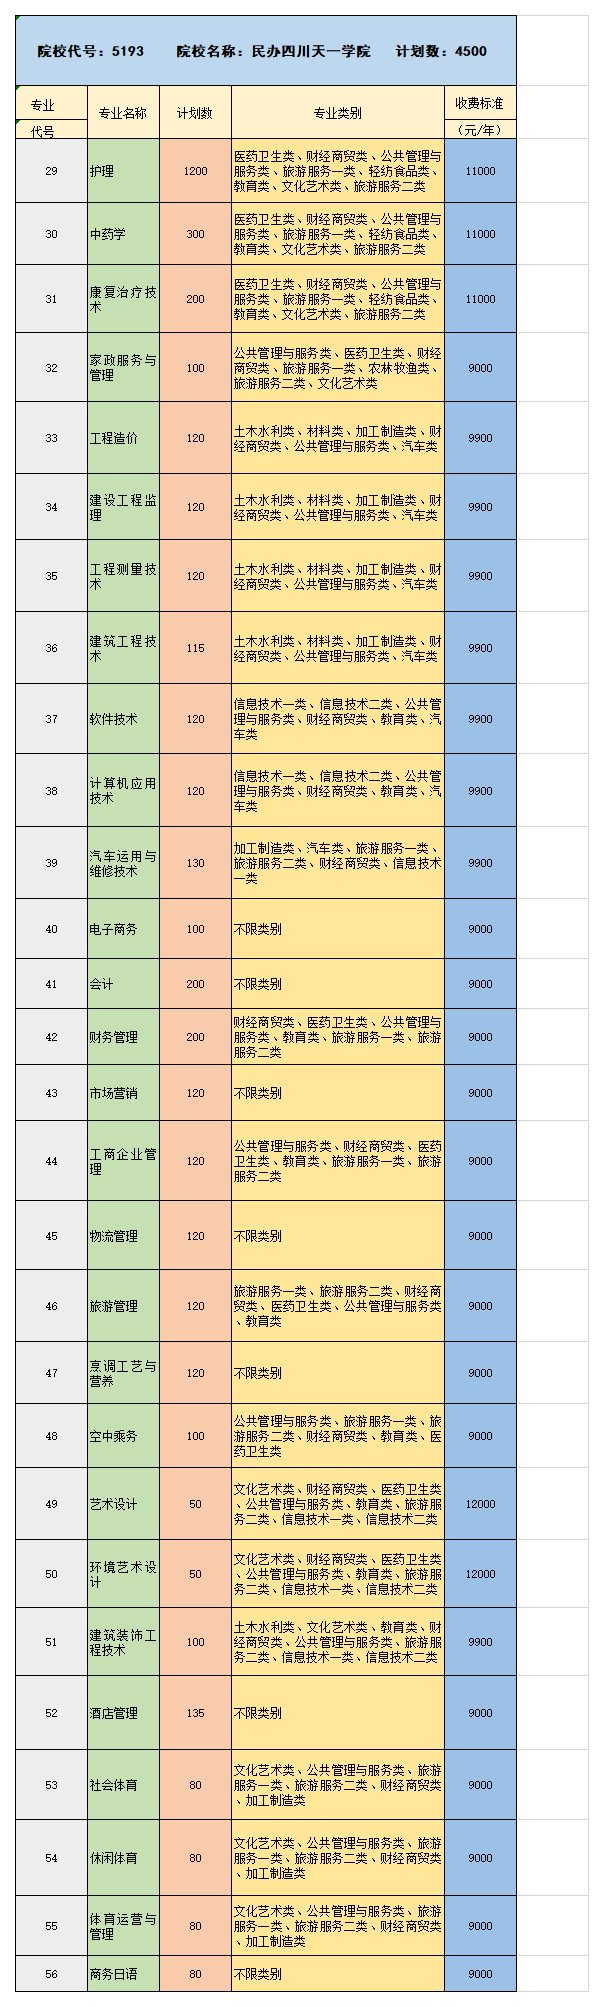 院校代号：5193 院校名称：民办四川天一学院 计划数：4500
专业
代号
专业名称
计划数
专业类别
收费标准
（元/年）
29
护理
1200
医药卫生类、财经商贸类、公共管理与
服务类、旅游服务一类、轻纺食品类、
教育类、文化艺术类、旅游服务二类
11000
30
中药学
300
医药卫生类、财经商贸类、公共管理与
服务类、旅游服务一类、轻纺食品类、
教育类、文化艺术类、旅游服务二类
11000
31
康复治疗技
术
200
医药卫生类、财经商贸类、公共管理与
服务类、旅游服务一类、轻纺食品类、
教育类、文化艺术类、旅游服务二类
11000
32
家政服务与
管理
100
公共管理与服务类、医药卫生类、财经
商贸类、旅游服务一类、农林牧渔类、
旅游服务二类、文化艺术类
9000
33
工程造价
120
土木水利类、材料类、加工制造类、财
经商贸类、公共管理与服务类、汽车类
9900
34
建设工程监
理
120
土木水利类、材料类、加工制造类、财
经商贸类、公共管理与服务类、汽车类
9900
35
工程测量技
术
120
土木水利类、材料类、加工制造类、财
经商贸类、公共管理与服务类、汽车类
9900
36
建筑工程技
术
115
土木水利类、材料类、加工制造类、财
经商贸类、公共管理与服务类、汽车类
9900
37
软件技术
120
信息技术一类、信息技术二类、公共管
理与服务类、财经商贸类、教育类、汽
车类
9900
38
计算机应用
技术
120
信息技术一类、信息技术二类、公共管
理与服务类、财经商贸类、教育类、汽
车类
9900
39
汽车运用与
维修技术
130
加工制造类、汽车类、旅游服务一类、
旅游服务二类、财经商贸类、信息技术
一类
9900
40
电子商务
100
不限类别
9000
41
会计
200
不限类别
9000
42
财务管理
200
财经商贸类、医药卫生类、公共管理与
服务类、教育类、旅游服务一类、旅游
服务二类
9000
43
市场营销
120
不限类别
9000
44
工商企业管
理
120
公共管理与服务类、财经商贸类、医药
卫生类、教育类、旅游服务一类、旅游
服务二类
9000
45
物流管理
120
不限类别
9000
46
旅游管理
120
旅游服务一类、旅游服务二类、财经商
贸类、医药卫生类、公共管理与服务类
、教育类
9000
47
烹调工艺与
营养
120
不限类别
9000
48
空中乘务
100
公共管理与服务类、旅游服务一类、旅
游服务二类、财经商贸类、教育类、医
药卫生类
9000
49
艺术设计
50
文化艺术类、财经商贸类、医药卫生类
、公共管理与服务类、教育类、旅游服
务二类、信息技术一类、信息技术二类
12000
50
环境艺术设
计
50
文化艺术类、财经商贸类、医药卫生类
、公共管理与服务类、教育类、旅游服
务二类、信息技术一类、信息技术二类
12000
51
建筑装饰工
程技术
100
土木水利类、文化艺术类、教育类、财
经商贸类、公共管理与服务类、旅游服
务二类、信息技术一类、信息技术二类
9900
52
酒店管理
135
不限类别
9000
53
社会体育
80
文化艺术类、公共管理与服务类、旅游
服务一类、旅游服务二类、财经商贸类
、加工制造类
9000
54
休闲体育
80
文化艺术类、公共管理与服务类、旅游
服务一类、旅游服务二类、财经商贸类
、加工制造类
9000
55
体育运营与
管理
80
文化艺术类、公共管理与服务类、旅游
服务一类、旅游服务二类、财经商贸类
、加工制造类
9000
56
商务日语
80
不限类别
9000